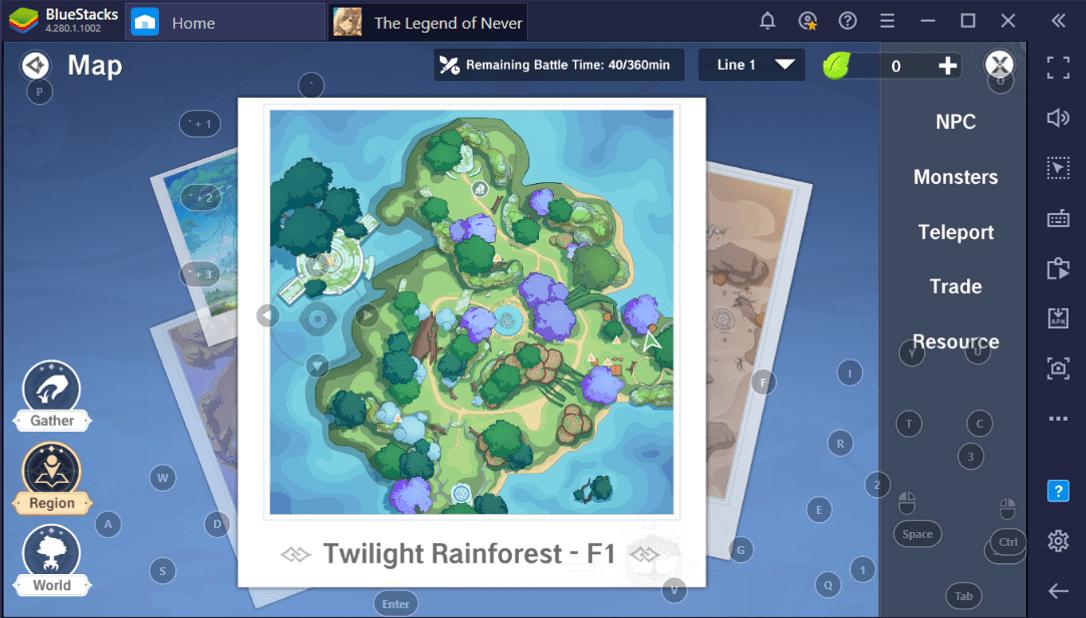 BlueStacks
4.280.1.1002
Home
The Legend of Never
Map
Remaining Battle Time: 40/360min
Line 1
0
P
`
` + 1
` + 2
` + 3
NPC
Monsters
Teleport
Trade
Resource
Y
U
F
I
T
C
R
3
Gather
Region
World
W
A
D
S
2
E
Space
Ctrl
G
1
Q
V
Tab
Enter
Twilight Rainforest - F1
?